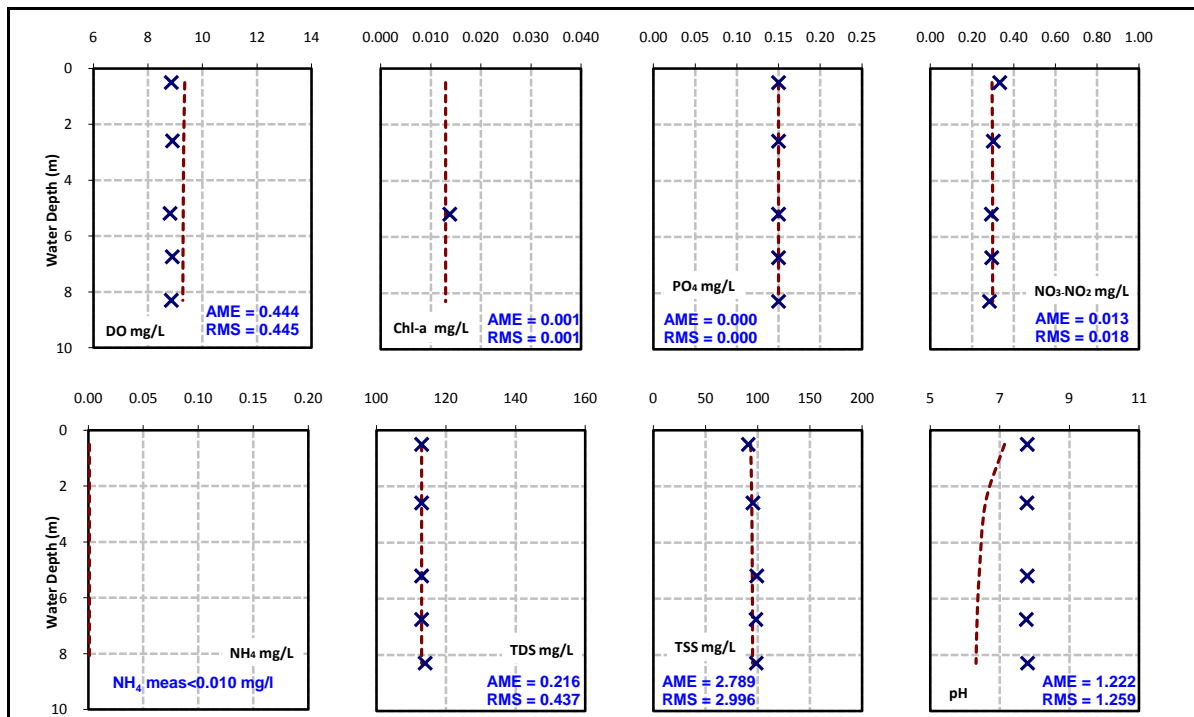 6 8 10 12 14
0.000 0.010 0.020 0.030 0.040
0.00 0.05 0.10 0.15 0.20 0.25
0.00 0.20 0.40 0.60 0.80 1.00
0
2
4
6
8
10
Water Depth (m)
DO mg/L
AME = 0.444
RMS = 0.445
Chl-a mg/L
AME = 0.001
RMS = 0.001
PO₄ mg/L
AME = 0.000
RMS = 0.000
NO₃-NO₂ mg/L
AME = 0.013
RMS = 0.018
0.00 0.05 0.10 0.15 0.20
100 120 140 160
0 50 100 150 200
5 7 9 11
0
2
4
6
8
10
Water Depth (m)
NH₄ mg/L
NH₄ meas<0.010 mg/l
TDS mg/L
AME = 0.216
RMS = 0.437
TSS mg/L
AME = 2.789
RMS = 2.996
pH
AME = 1.222
RMS = 1.259